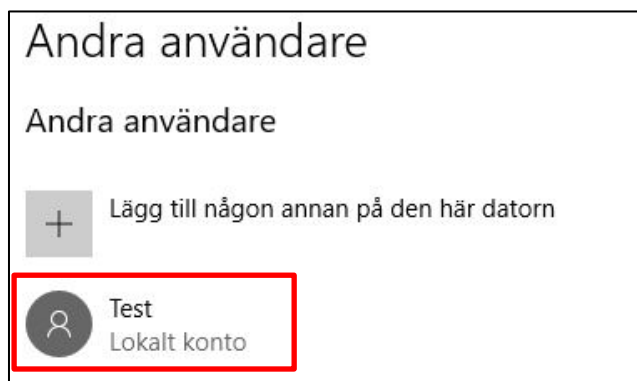 Andra användare
Andra användare
Lägg till någon annan på den här datorn
Test
Lokalt konto